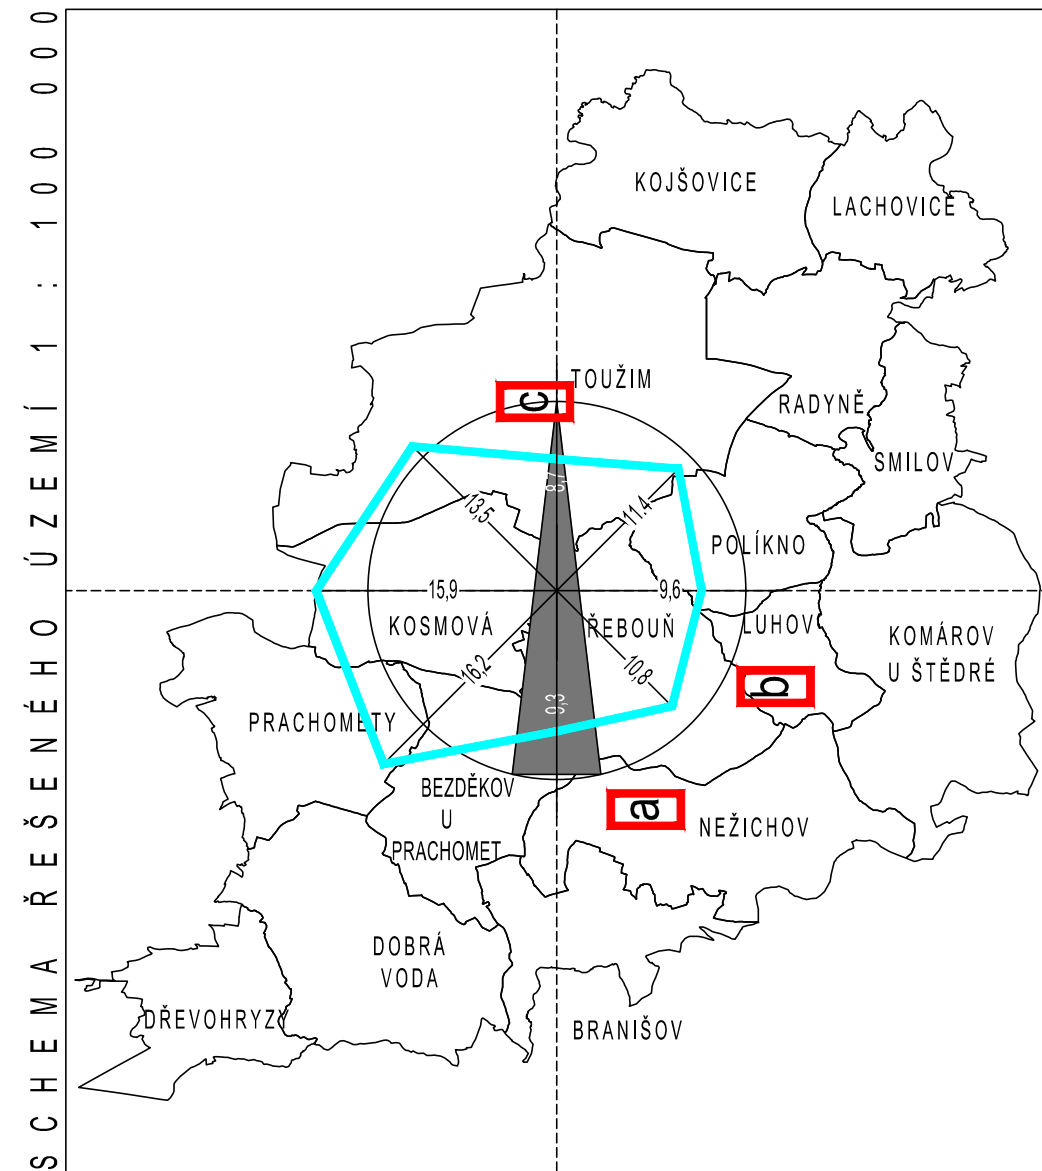 SCHEMA ŘEŠENÉHO ÚZEMÍ 1 : 100 000
KOJŠOVICE
LACHOVICE
TOUŽIM
RADYNĚ
c
SMILOV
8,7
13,5
11,4
POLÍKNO
15,9
9,6
KOSMOVÁ
ŘEBOUŇ
LUHOV
KOMÁROV
U ŠTĚDRÉ
16,2
10,8
b
9,3
PRACHOMETY
BEZDĚKOV
U
PRACHOMET
a
NEŽICHOV
DOBRÁ
VODA
DŘEVOHRYZY
BRANIŠOV